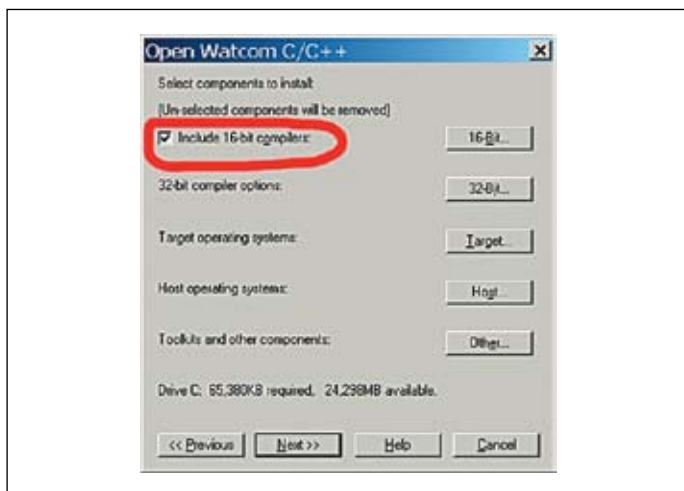 Open Watcom C/C++
Select components to install:
(Un-selected components will be removed)
Include 16-bit compilers:
16-Bit...
32-bit compiler options:
32-Bit...
Target operating systems:
Target...
Host operating systems:
Host...
Toolkits and other components:
Other...
Drive C: 65,380KB required, 24,298MB available.
<< Previous
Next >>
Help
Cancel